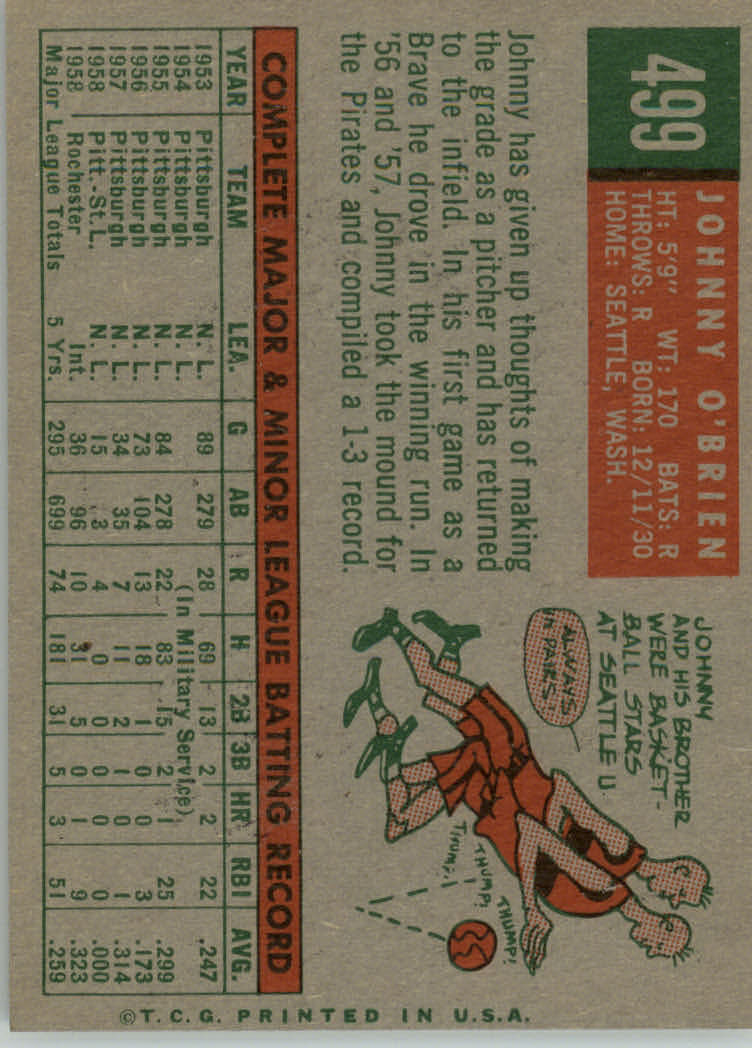 499
JOHNNY O'BRIEN
HT: 5'9" WT: 170 BATS: R
THROWS: R BORN: 12/11/30
HOME: SEATTLE, WASH.
Johnny has given up thoughts of making
the grade as a pitcher and has returned
to the infield. In his first game as a
Brave he drove in the winning run. In
'56 and '57, Johnny took the mound for
the Pirates and compiled a 1-3 record.
JOHNNY
AND HIS BROTHER
WERE BASKET-
BALL STARS
AT SEATTLE U.
ALWAYS
IN PAIRS!
THUMP!
THUMP!
THUMP!
COMPLETE MAJOR & MINOR LEAGUE BATTING RECORD
YEAR TEAM LEA. G AB R H 2B 3B HR RBI AVG.
1953 Pittsburgh N. L. 89 279 28 69 13 2 2 22 .247
1954 Pittsburgh N. L. (In Military Service)
1955 Pittsburgh N. L. 84 278 22 83 15 2 1 25 .299
1956 Pittsburgh N. L. 73 104 13 18 1 0 0 3 .173
1957 Pittsburgh N. L. 34 35 7 11 2 1 0 1 .314
1958 Pitt.-St.L. N. L. 15 3 4 0 0 0 0 0 .000
1958 Rochester Int. 36 96 10 31 5 0 1 9 .323
Major League Totals 5 Yrs. 295 699 74 181 31 5 3 51 .259
©T.C.G. PRINTED IN U.S.A.